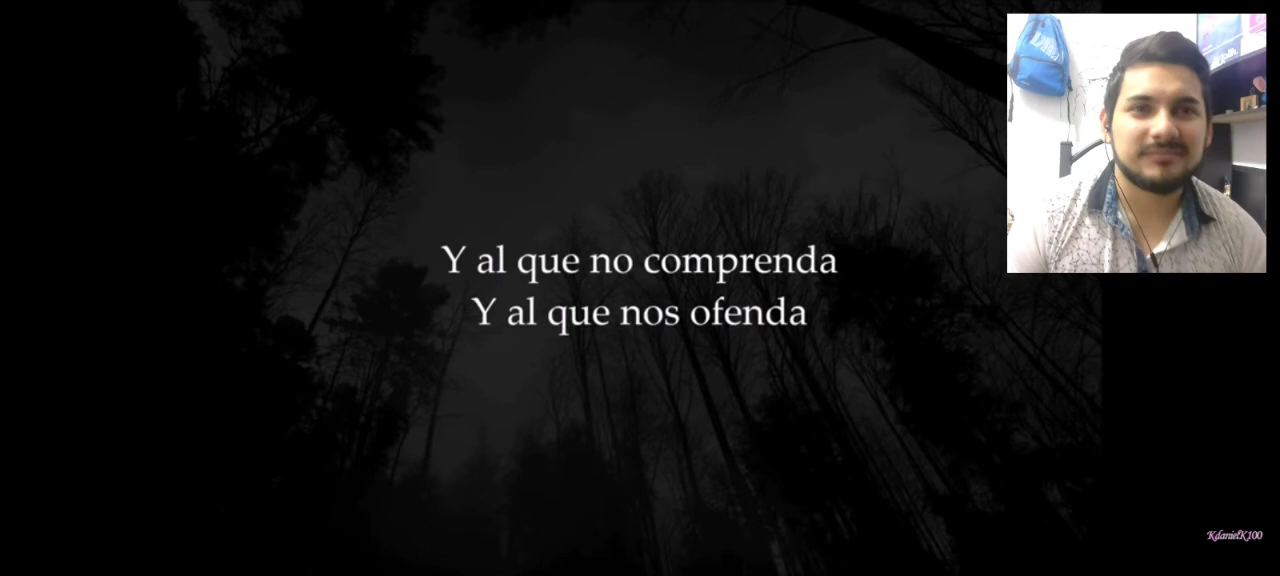 Y al que no comprenda
Y al que nos ofenda
KdanielK100